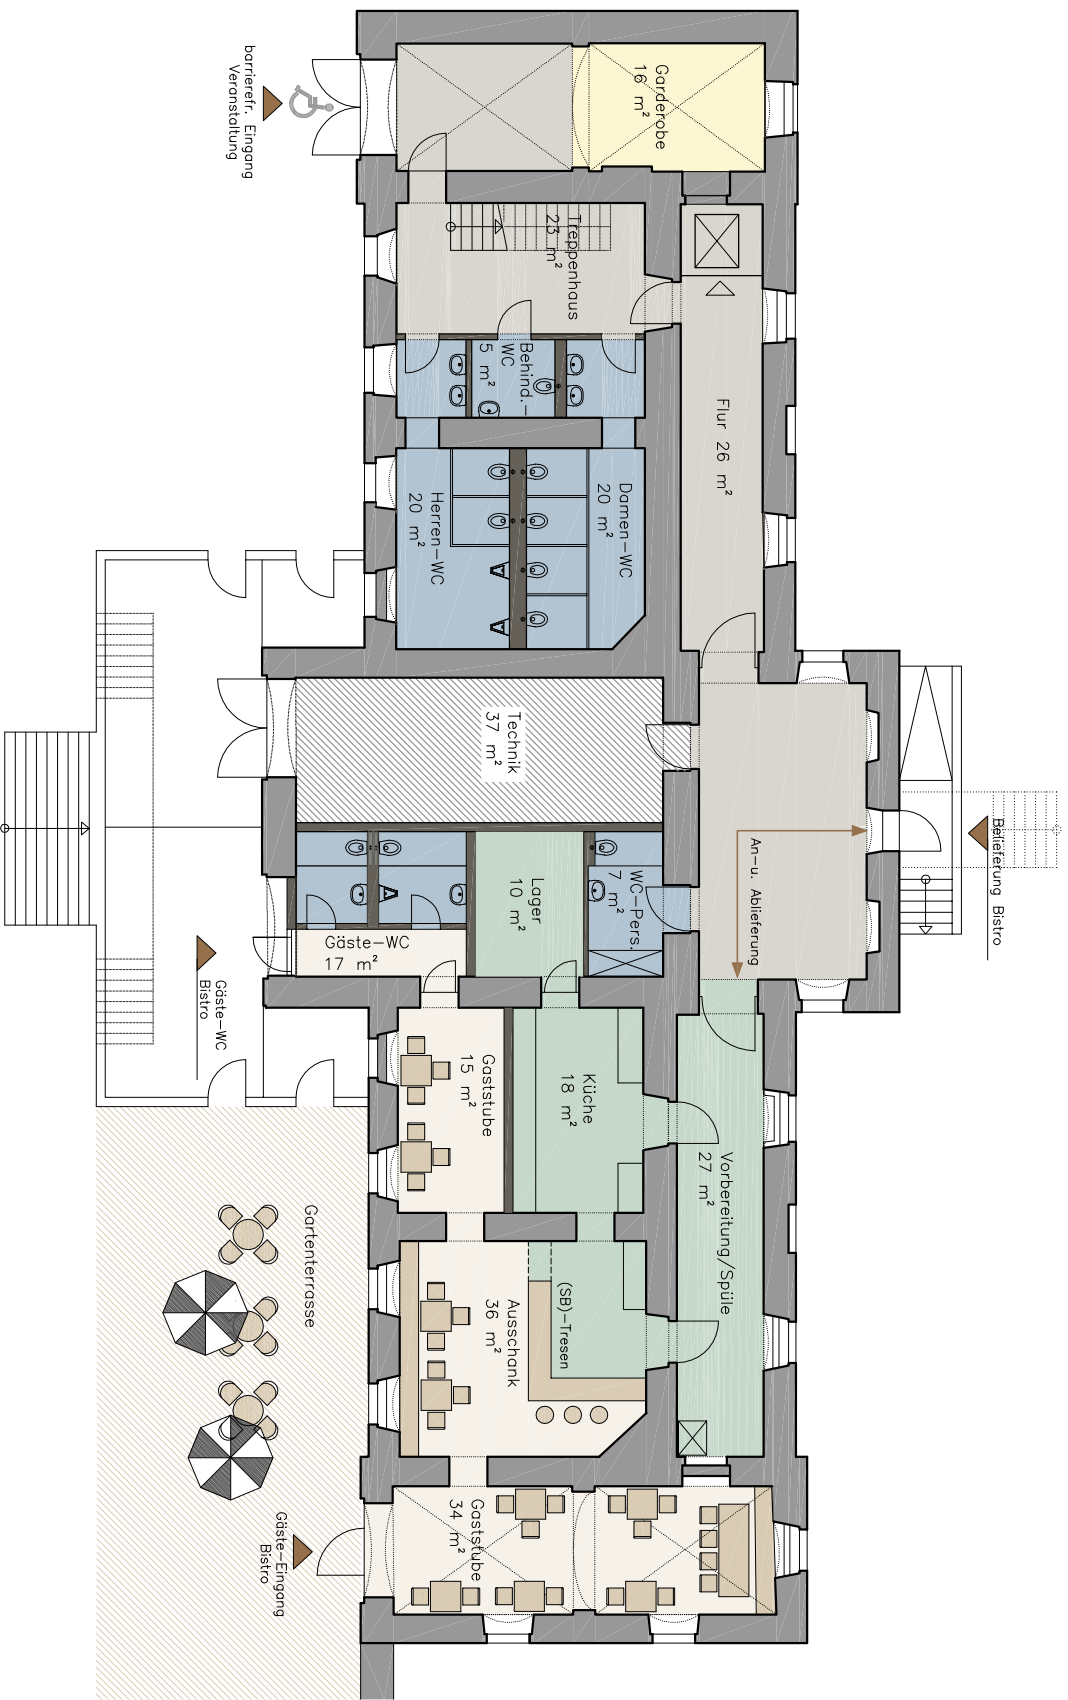 barrierefr. Eingang
Veranstaltung
Garderobe
16 m²
Treppenhaus
23 m²
Behind.-
WC
5 m²
Flur 26 m²
Herren-WC
20 m²
Damen-WC
20 m²
Technik
37 m²
An-u. Ablieferung
Belieferung Bistro
WC-Pers.
7 m²
Lager
10 m²
Gäste-WC
17 m²
Gäste-WC
Bistro
Gaststube
15 m²
Küche
18 m²
Vorbereitung/Spüle
27 m²
Gartenterrasse
Ausschank
36 m²
(SB)-Tresen
Gaststube
34 m²
Gäste-Eingang
Bistro